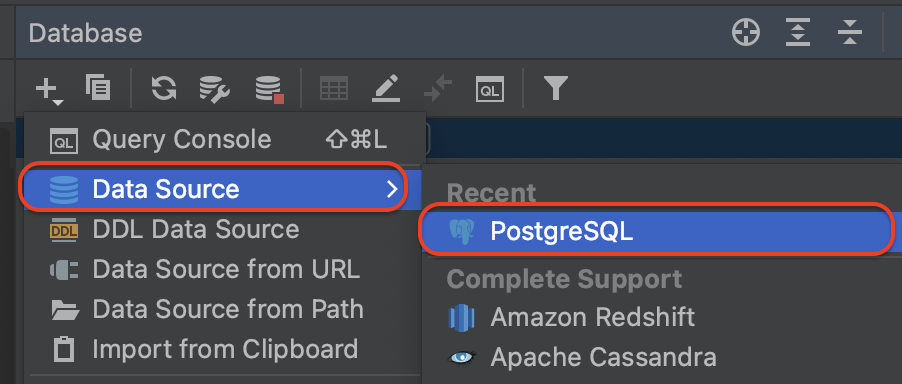 Database
QL
QL Query Console ⇧⌘L
Data Source
Recent
PostgreSQL
DDL DDL Data Source
Complete Support
Data Source from URL
Data Source from Path
Amazon Redshift
Import from Clipboard
Apache Cassandra